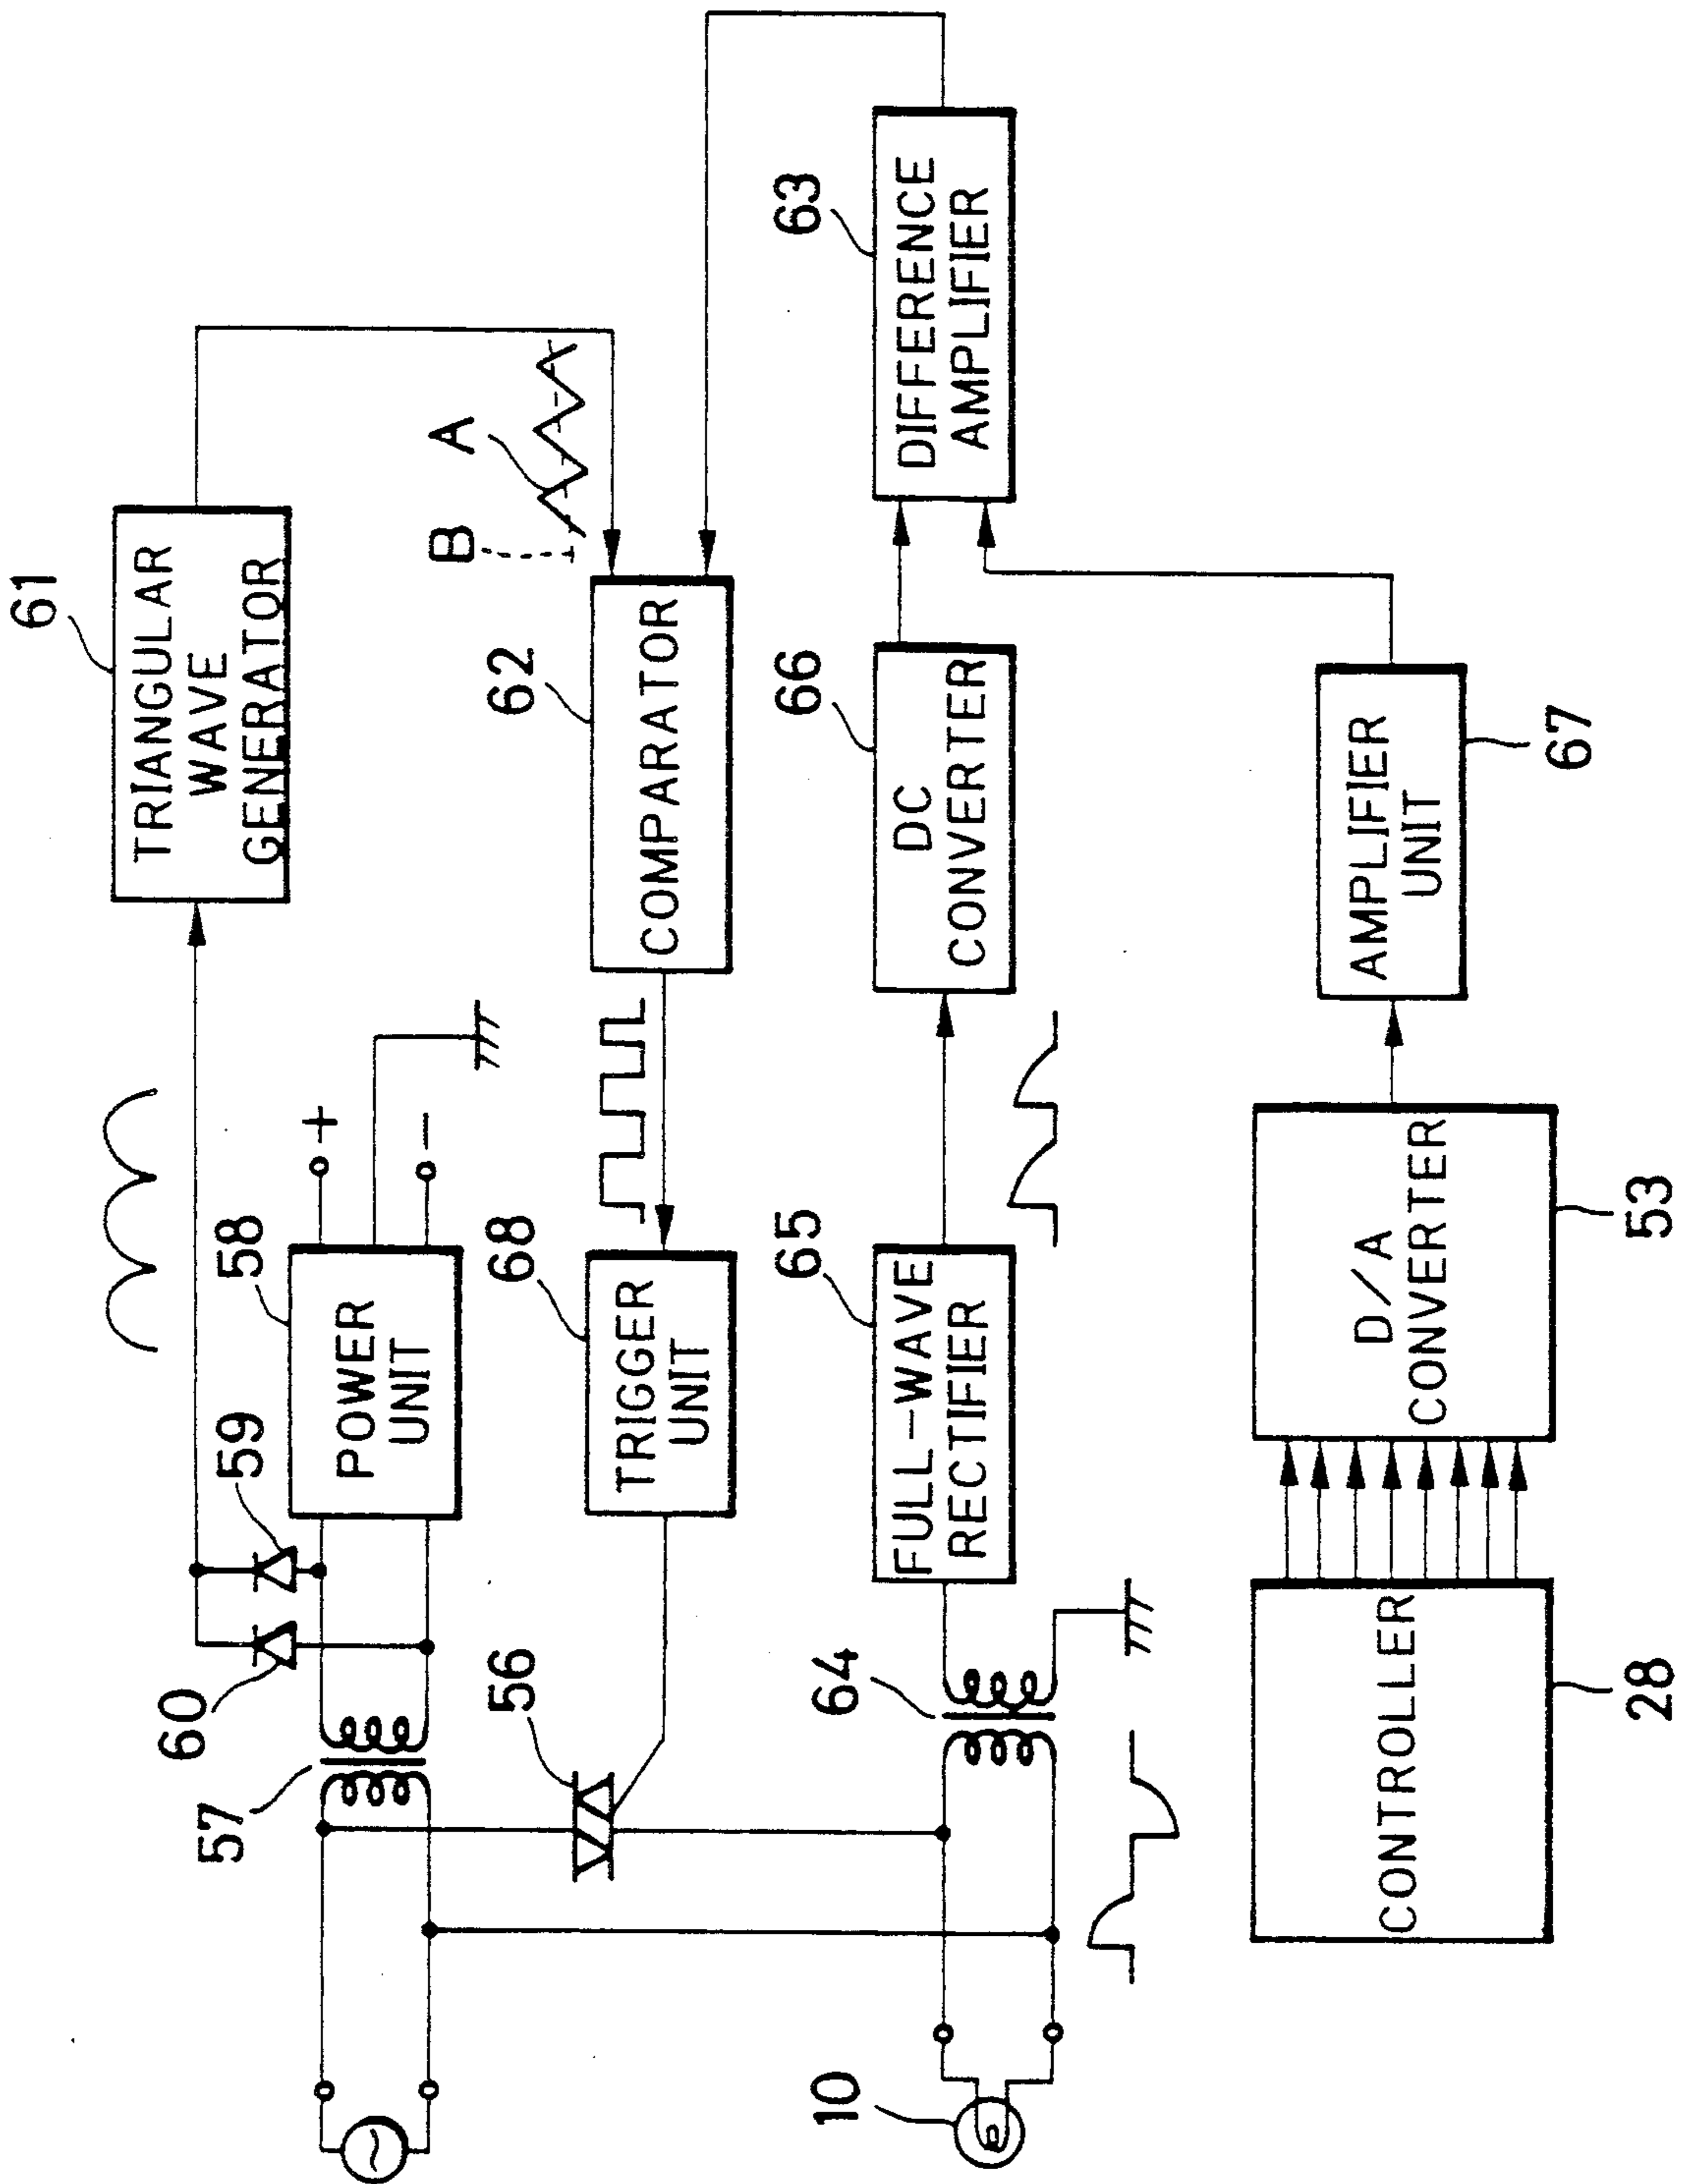 61
TRIANGULAR
WAVE
GENERATOR
60
59
58
57
POWER
UNIT
+
-
B
A
56
68
TRIGGER
UNIT
62
COMPARATOR
10
64
65
FULL-WAVE
RECTIFIER
66
DC
CONVERTER
63
DIFFERENCE
AMPLIFIER
CONTROLLER
28
D/A
CONVERTER
53
AMPLIFIER
UNIT
67